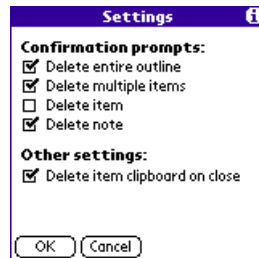 Settings
Confirmation prompts:
Delete entire outline
Delete multiple items
Delete item
Delete note
Other settings:
Delete item clipboard on close
OK Cancel